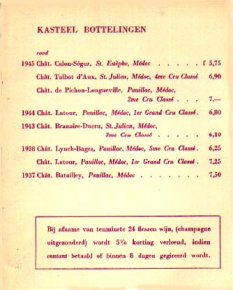 KASTEEL BOTTELINGEN
rood
1945 Chât. Calon-Ségur, St. Estèphe, Médoc . . . . . f 5,75
Chât. Talbot d'Aux, St. Julien, Médoc, 4me Cru Classé 6,90
Chât. de Pichon-Longueville, Pauillac, Médoc,
2me Cru Classé . . 7,—
1944 Chât. Latour, Pauillac, Médoc, 1er Grand Cru Classé. 6,80
1943 Chât. Branaire-Ducru, St. Julien, Médoc,
2me Cru Classé . . . . 6,10
1938 Chât. Lynch-Bages, Pauillac, Médoc, 5me Cru Classé . 6,25
Chât. Latour, Pauillac, Médoc, 1er Grand Cru Classé . 7,25
1937 Chât. Batailley, Pauillac, Médoc . . . . . . . 7,50
Bij afname van tenminste 24 flessen wijn, (champagne
uitgezonderd) wordt 5% korting verleend, indien
contant betaald of binnen 8 dagen gegireerd wordt.